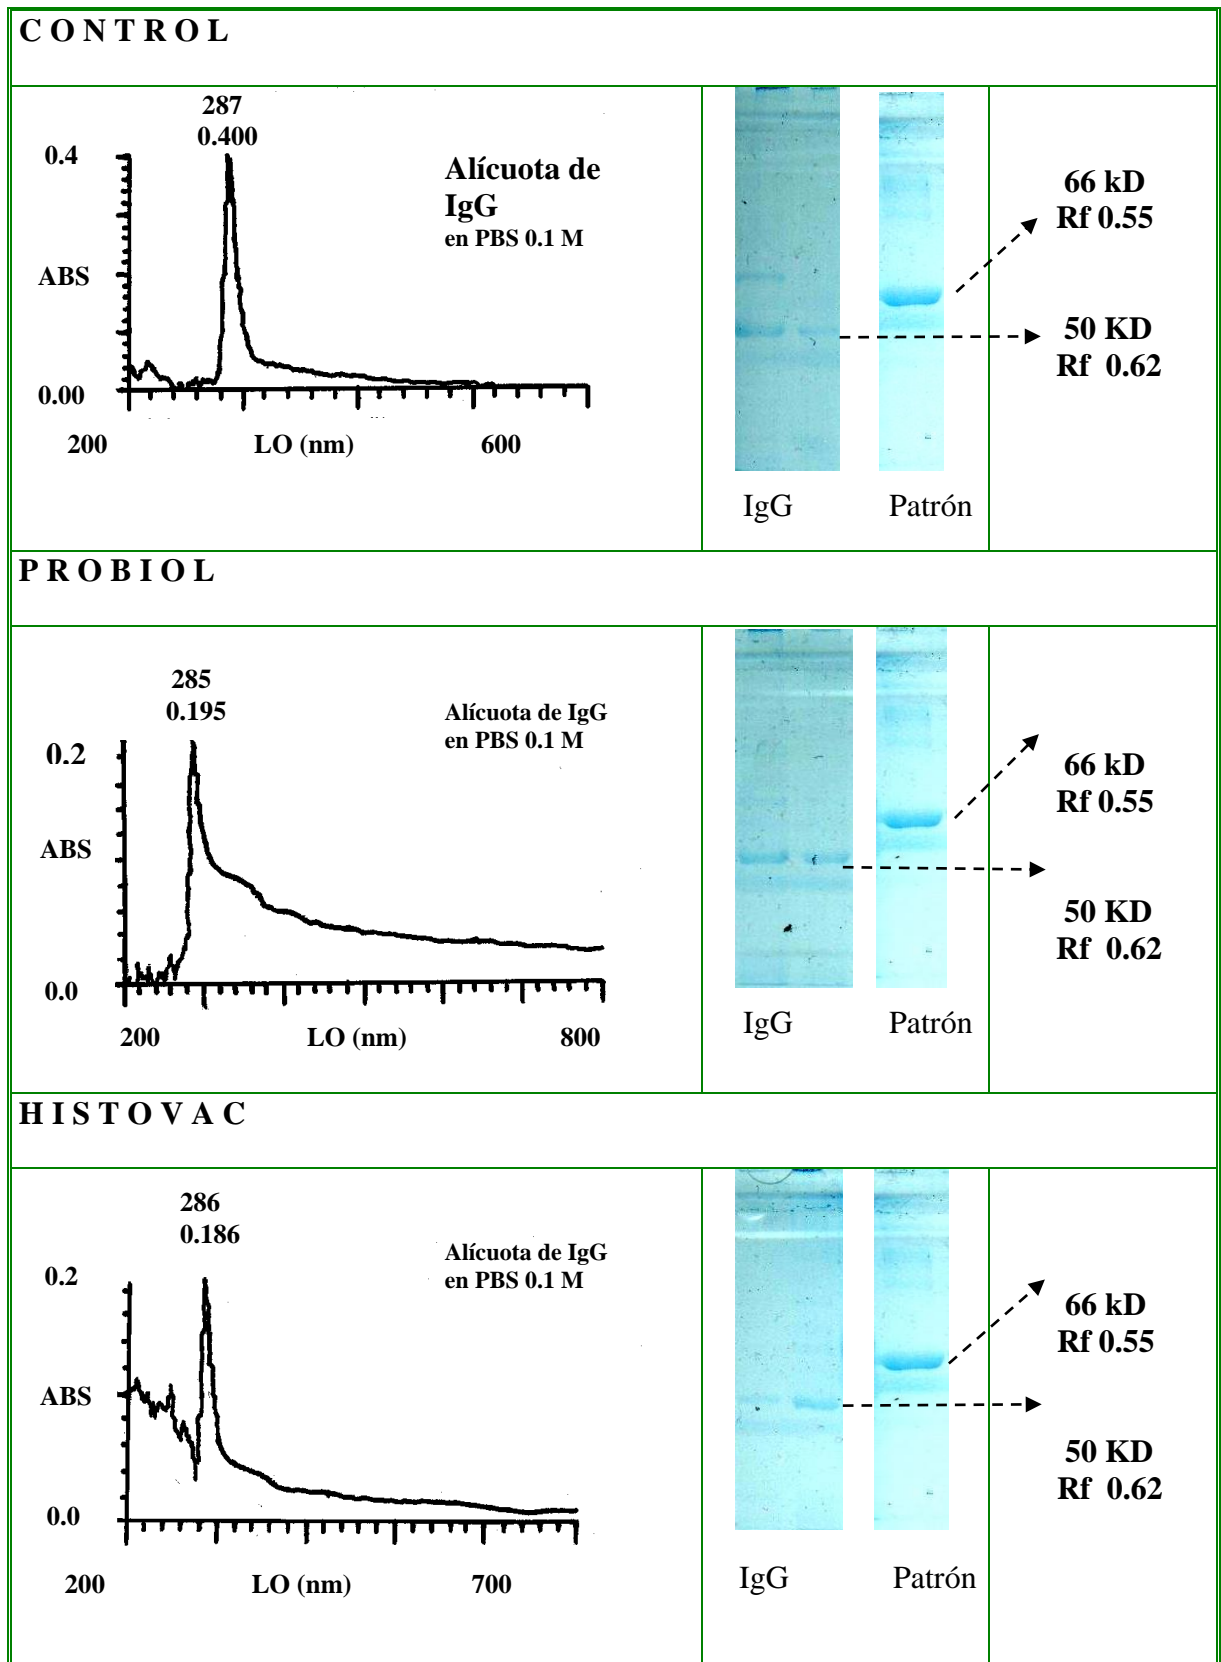 C O N T R O L
287
0.400
0.4
Alícuota de
IgG
en PBS 0.1 M
ABS
0.00
200 LO (nm) 600
66 kD
Rf 0.55
50 KD
Rf 0.62
IgG Patrón
P R O B I O L
285
0.195
0.2
Alícuota de IgG
en PBS 0.1 M
ABS
0.0
200 LO (nm) 800
66 kD
Rf 0.55
50 KD
Rf 0.62
IgG Patrón
H I S T O V A C
286
0.186
0.2
Alícuota de IgG
en PBS 0.1 M
ABS
0.0
200 LO (nm) 700
66 kD
Rf 0.55
50 KD
Rf 0.62
IgG Patrón